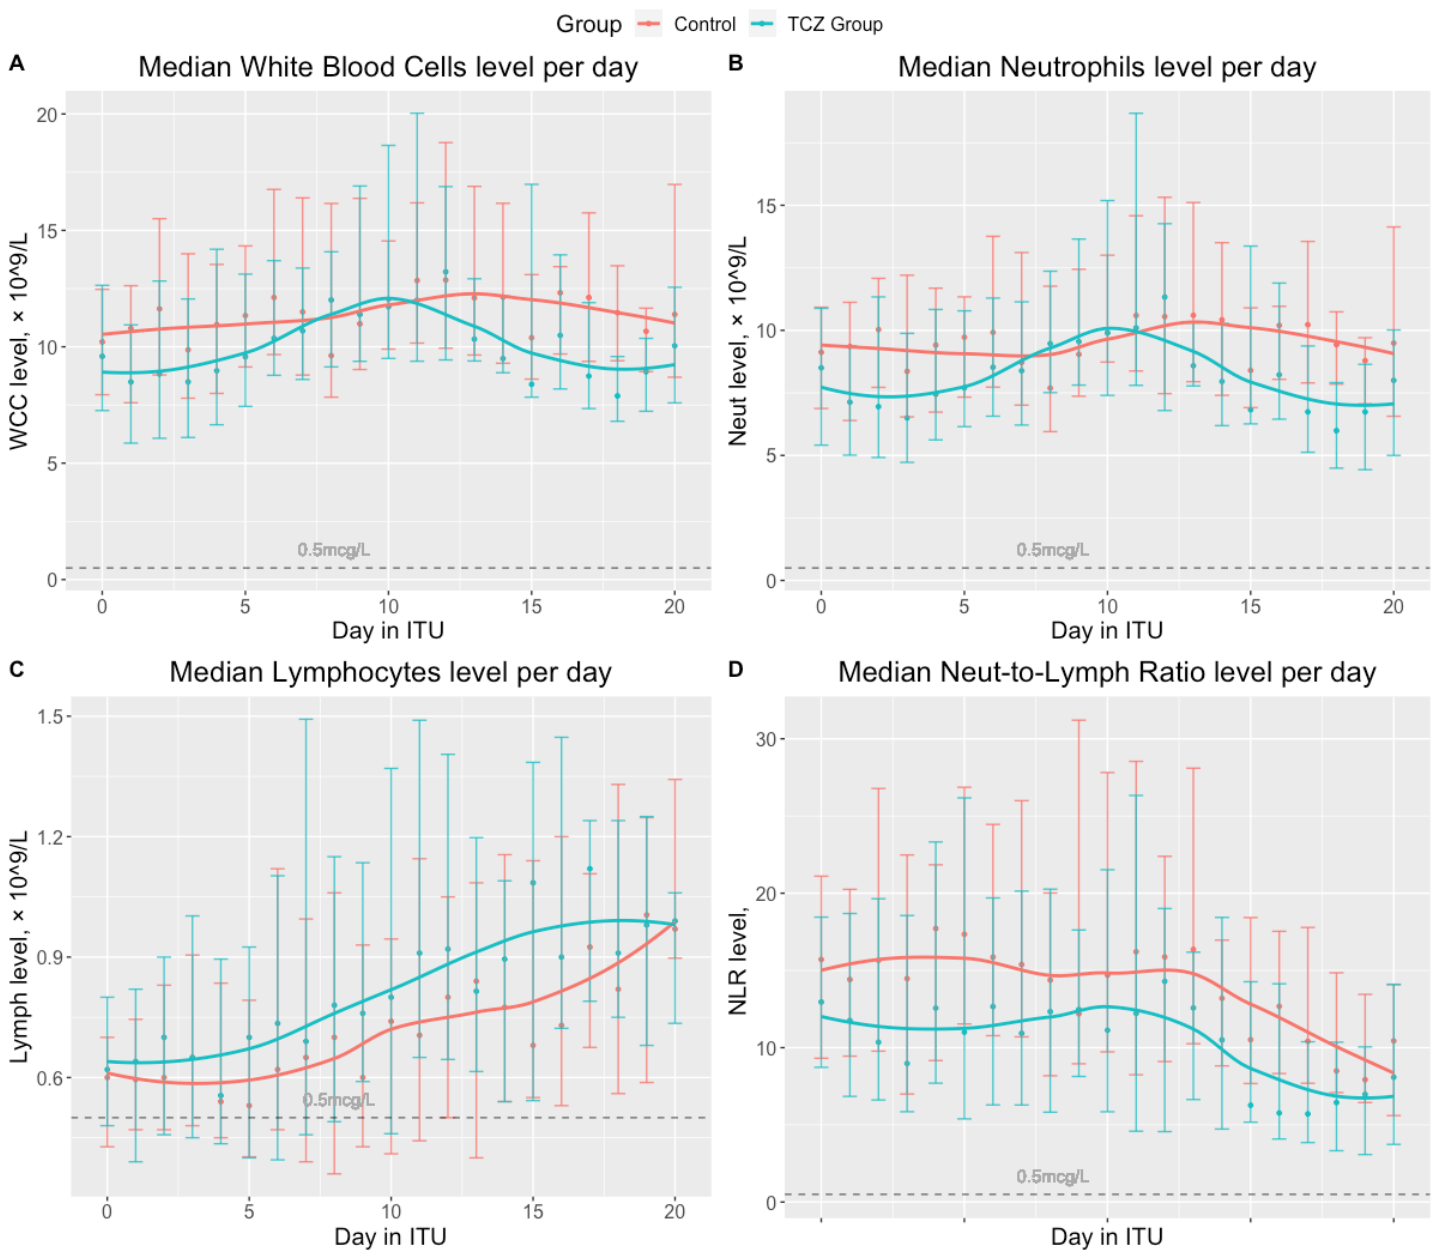 Group Control TCZ Group
A Median White Blood Cells level per day
WCC level, × 10^9/L
20
15
10
5
0
0.5mcg/L
0 5 10 15 20
Day in ITU
B Median Neutrophils level per day
Neut level, × 10^9/L
15
10
5
0
0.5mcg/L
0 5 10 15 20
Day in ITU
C Median Lymphocytes level per day
Lymph level, × 10^9/L
1.5
1.2
0.9
0.6
0.5mcg/L
0 5 10 15 20
Day in ITU
D Median Neut-to-Lymph Ratio level per day
NLR level,
30
20
10
0
0.5mcg/L
Day in ITU